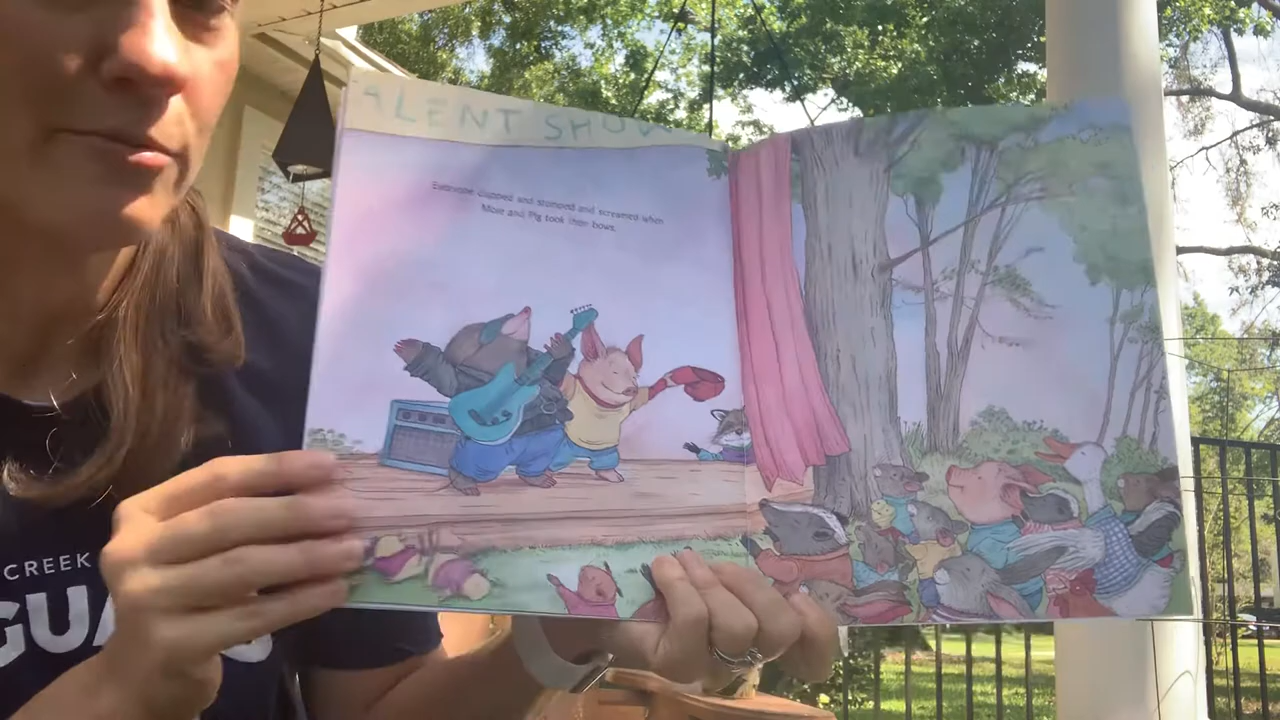 ALENT SHOW
Everyone clapped and stomped and screamed when
Mole and Pig took their bows.
CREEK
GUA